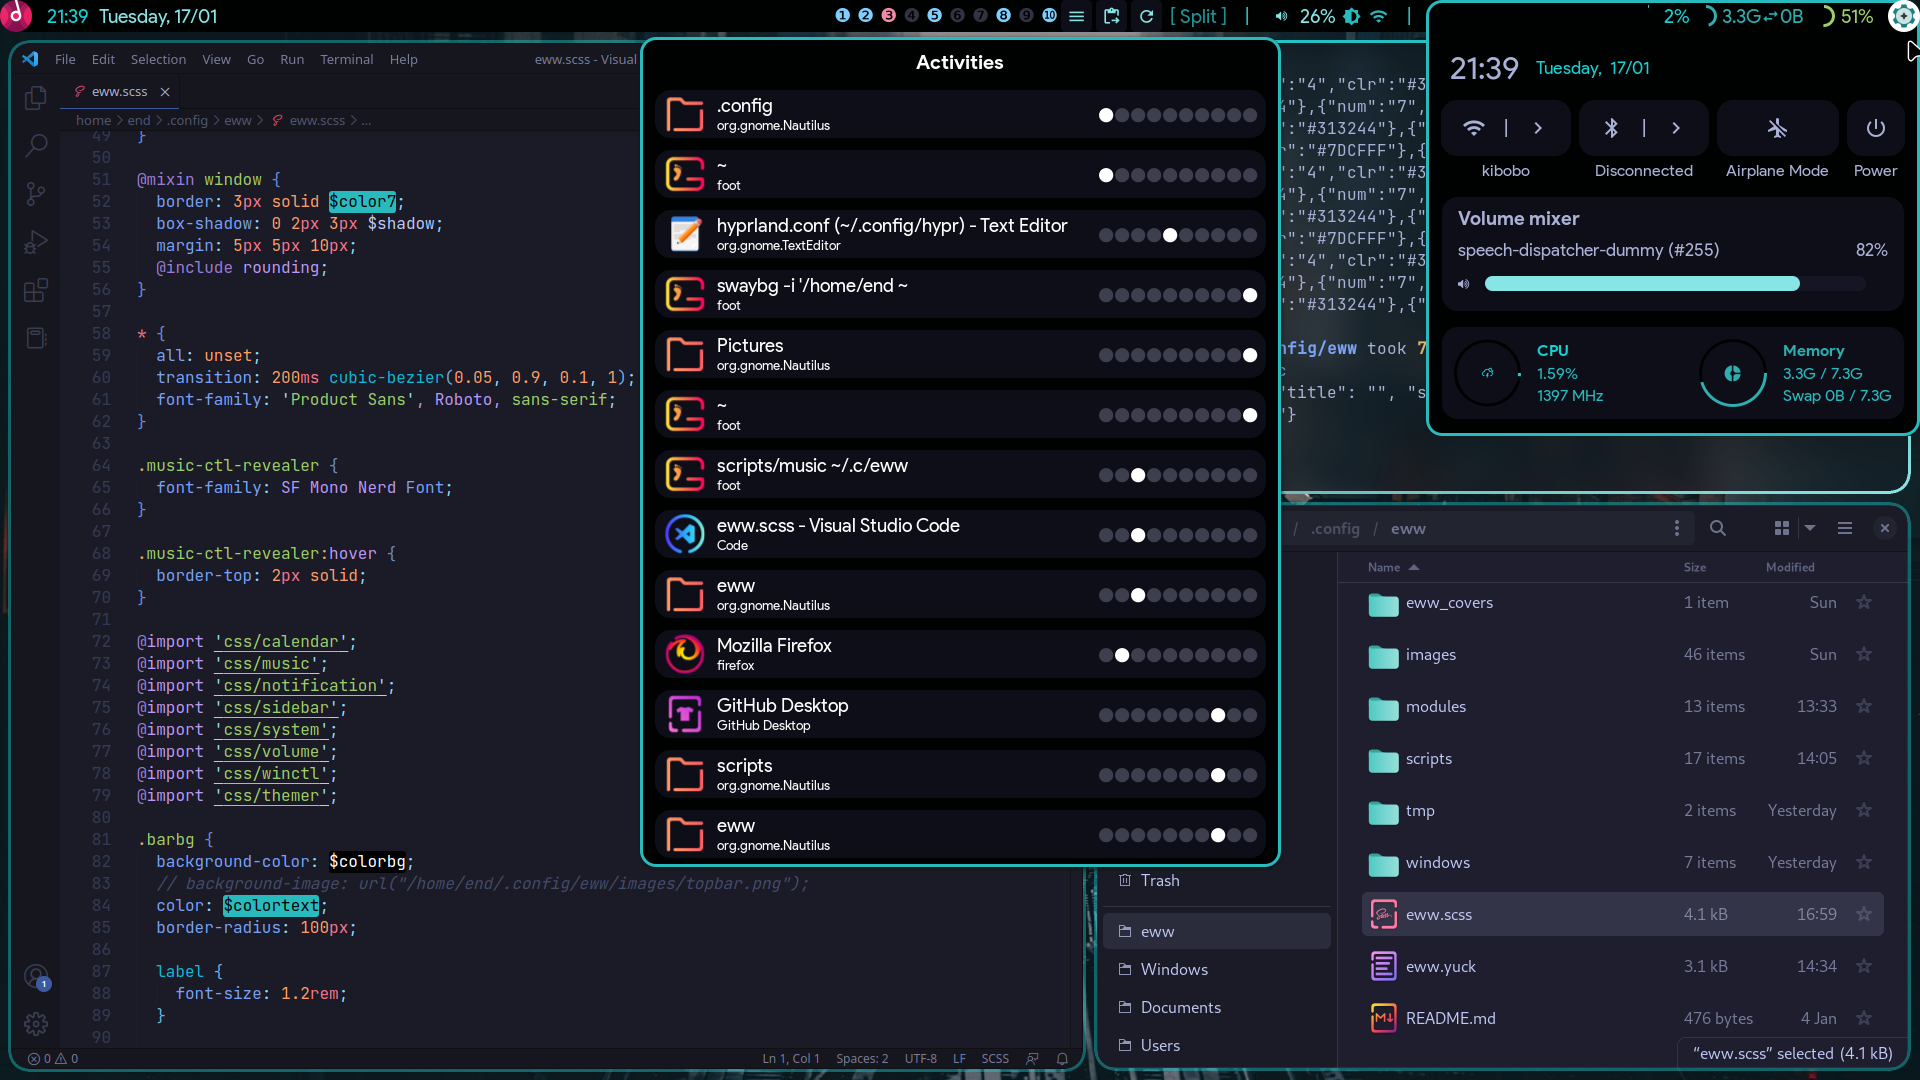 21:39 Tuesday, 17/01
1 2 3 4 5 6 7 8 9 10 [ Split ] | 26% |
2% 3.3G⇄0B 51%
File Edit Selection View Go Run Terminal Help eww.scss - Visual
eww.scss
home > end > .config > eww > eww.scss > ...
49 }
50
51 @mixin window {
52 border: 3px solid $color7;
53 box-shadow: 0 2px 3px $shadow;
54 margin: 5px 5px 10px;
55 @include rounding;
56 }
57
58 * {
59 all: unset;
60 transition: 200ms cubic-bezier(0.05, 0.9, 0.1, 1);
61 font-family: 'Product Sans', Roboto, sans-serif;
62 }
63
64 .music-ctl-revealer {
65 font-family: SF Mono Nerd Font;
66 }
67
68 .music-ctl-revealer:hover {
69 border-top: 2px solid;
70 }
71
72 @import 'css/calendar';
73 @import 'css/music';
74 @import 'css/notification';
75 @import 'css/sidebar';
76 @import 'css/system';
77 @import 'css/volume';
78 @import 'css/winctl';
79 @import 'css/themer';
80
81 .barbg {
82 background-color: $colorbg;
83 // background-image: url("/home/end/.config/eww/images/topbar.png");
84 color: $colortext;
85 border-radius: 100px;
86
87 label {
88 font-size: 1.2rem;
89 }
90
0 0 Ln 1, Col 1 Spaces: 2 UTF-8 LF SCSS
1
Activities
.config
org.gnome.Nautilus
~
foot
hyprland.conf (~/.config/hypr) - Text Editor
org.gnome.TextEditor
swaybg -i '/home/end ~
foot
Pictures
org.gnome.Nautilus
~
foot
scripts/music ~/.c/eww
foot
eww.scss - Visual Studio Code
Code
eww
org.gnome.Nautilus
Mozilla Firefox
firefox
GitHub Desktop
GitHub Desktop
scripts
org.gnome.Nautilus
eww
org.gnome.Nautilus
":"4","clr":"#3
"},{"num":"7",
":"#313244"},{"
":"#7DCFFF"},{
"4","clr":"#3
"},{"num":"7",
":"#313244"},{"
":"#7DCFFF"},{
":"4","clr":"#3
"},{"num":"7",
":"#313244"},{"
nfig/eww took 7
"title": "", "s
"}
21:39 Tuesday, 17/01
kibobo Disconnected Airplane Mode Power
Volume mixer
speech-dispatcher-dummy (#255) 82%
CPU
1.59%
1397 MHz
Memory
3.3G / 7.3G
Swap 0B / 7.3G
/ .config / eww
Name Size Modified
eww_covers 1 item Sun
images 46 items Sun
modules 13 items 13:33
scripts 17 items 14:05
tmp 2 items Yesterday
windows 7 items Yesterday
eww.scss 4.1 kB 16:59
eww.yuck 3.1 kB 14:34
README.md 476 bytes 4 Jan
Trash
eww
Windows
Documents
Users
“eww.scss” selected (4.1 kB)